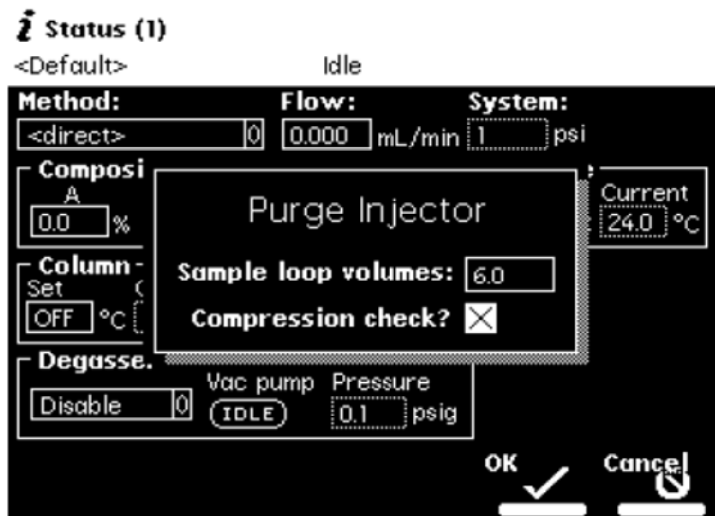 i Status (1)
<Default> Idle
Method: Flow: System:
<direct> 0 0.000 mL/min 1 psi
Composi
A Current
0.0 % 24.0 °C
Purge Injector
Column
Set
OFF °C
Sample loop volumes: 6.0
Compression check?
Degasse.
Vac pump Pressure
Disable 0 IDLE 0.1 psig
OK Cancel